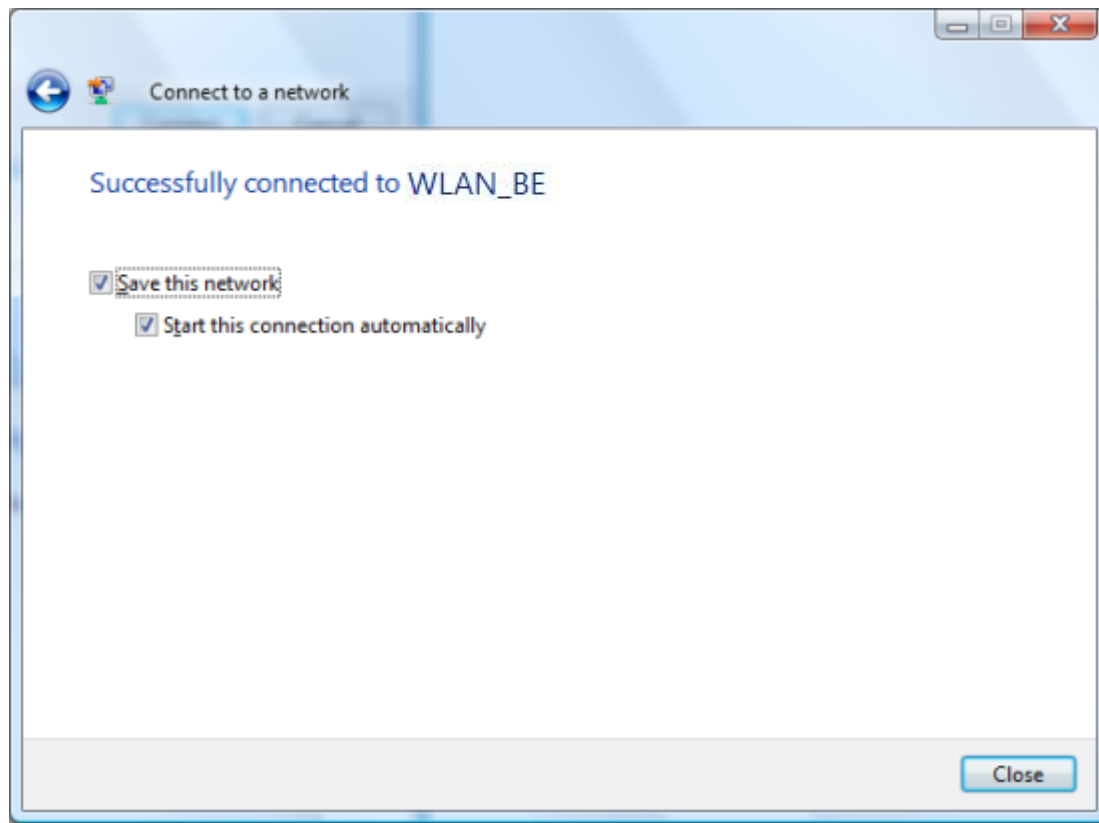 Connect to a network
Successfully connected to WLAN_BE
Save this network
Start this connection automatically
Close